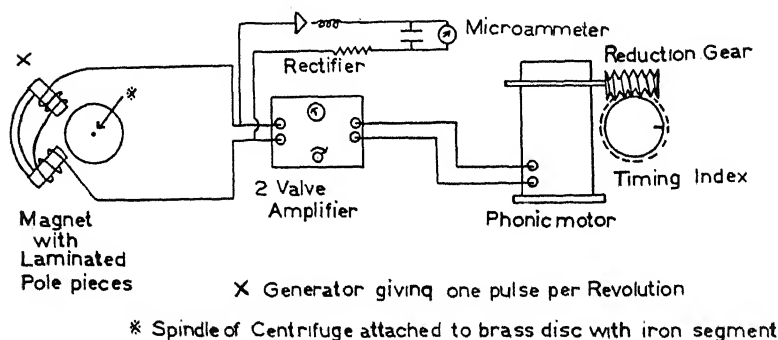 Microammeter
Rectifier
Reduction Gear
2 Valve
Amplifier
Timing Index
Phonic motor
Magnet
with
Laminated
Pole pieces
X Generator giving one pulse per Revolution
※ Spindle of Centrifuge attached to brass disc with iron segment